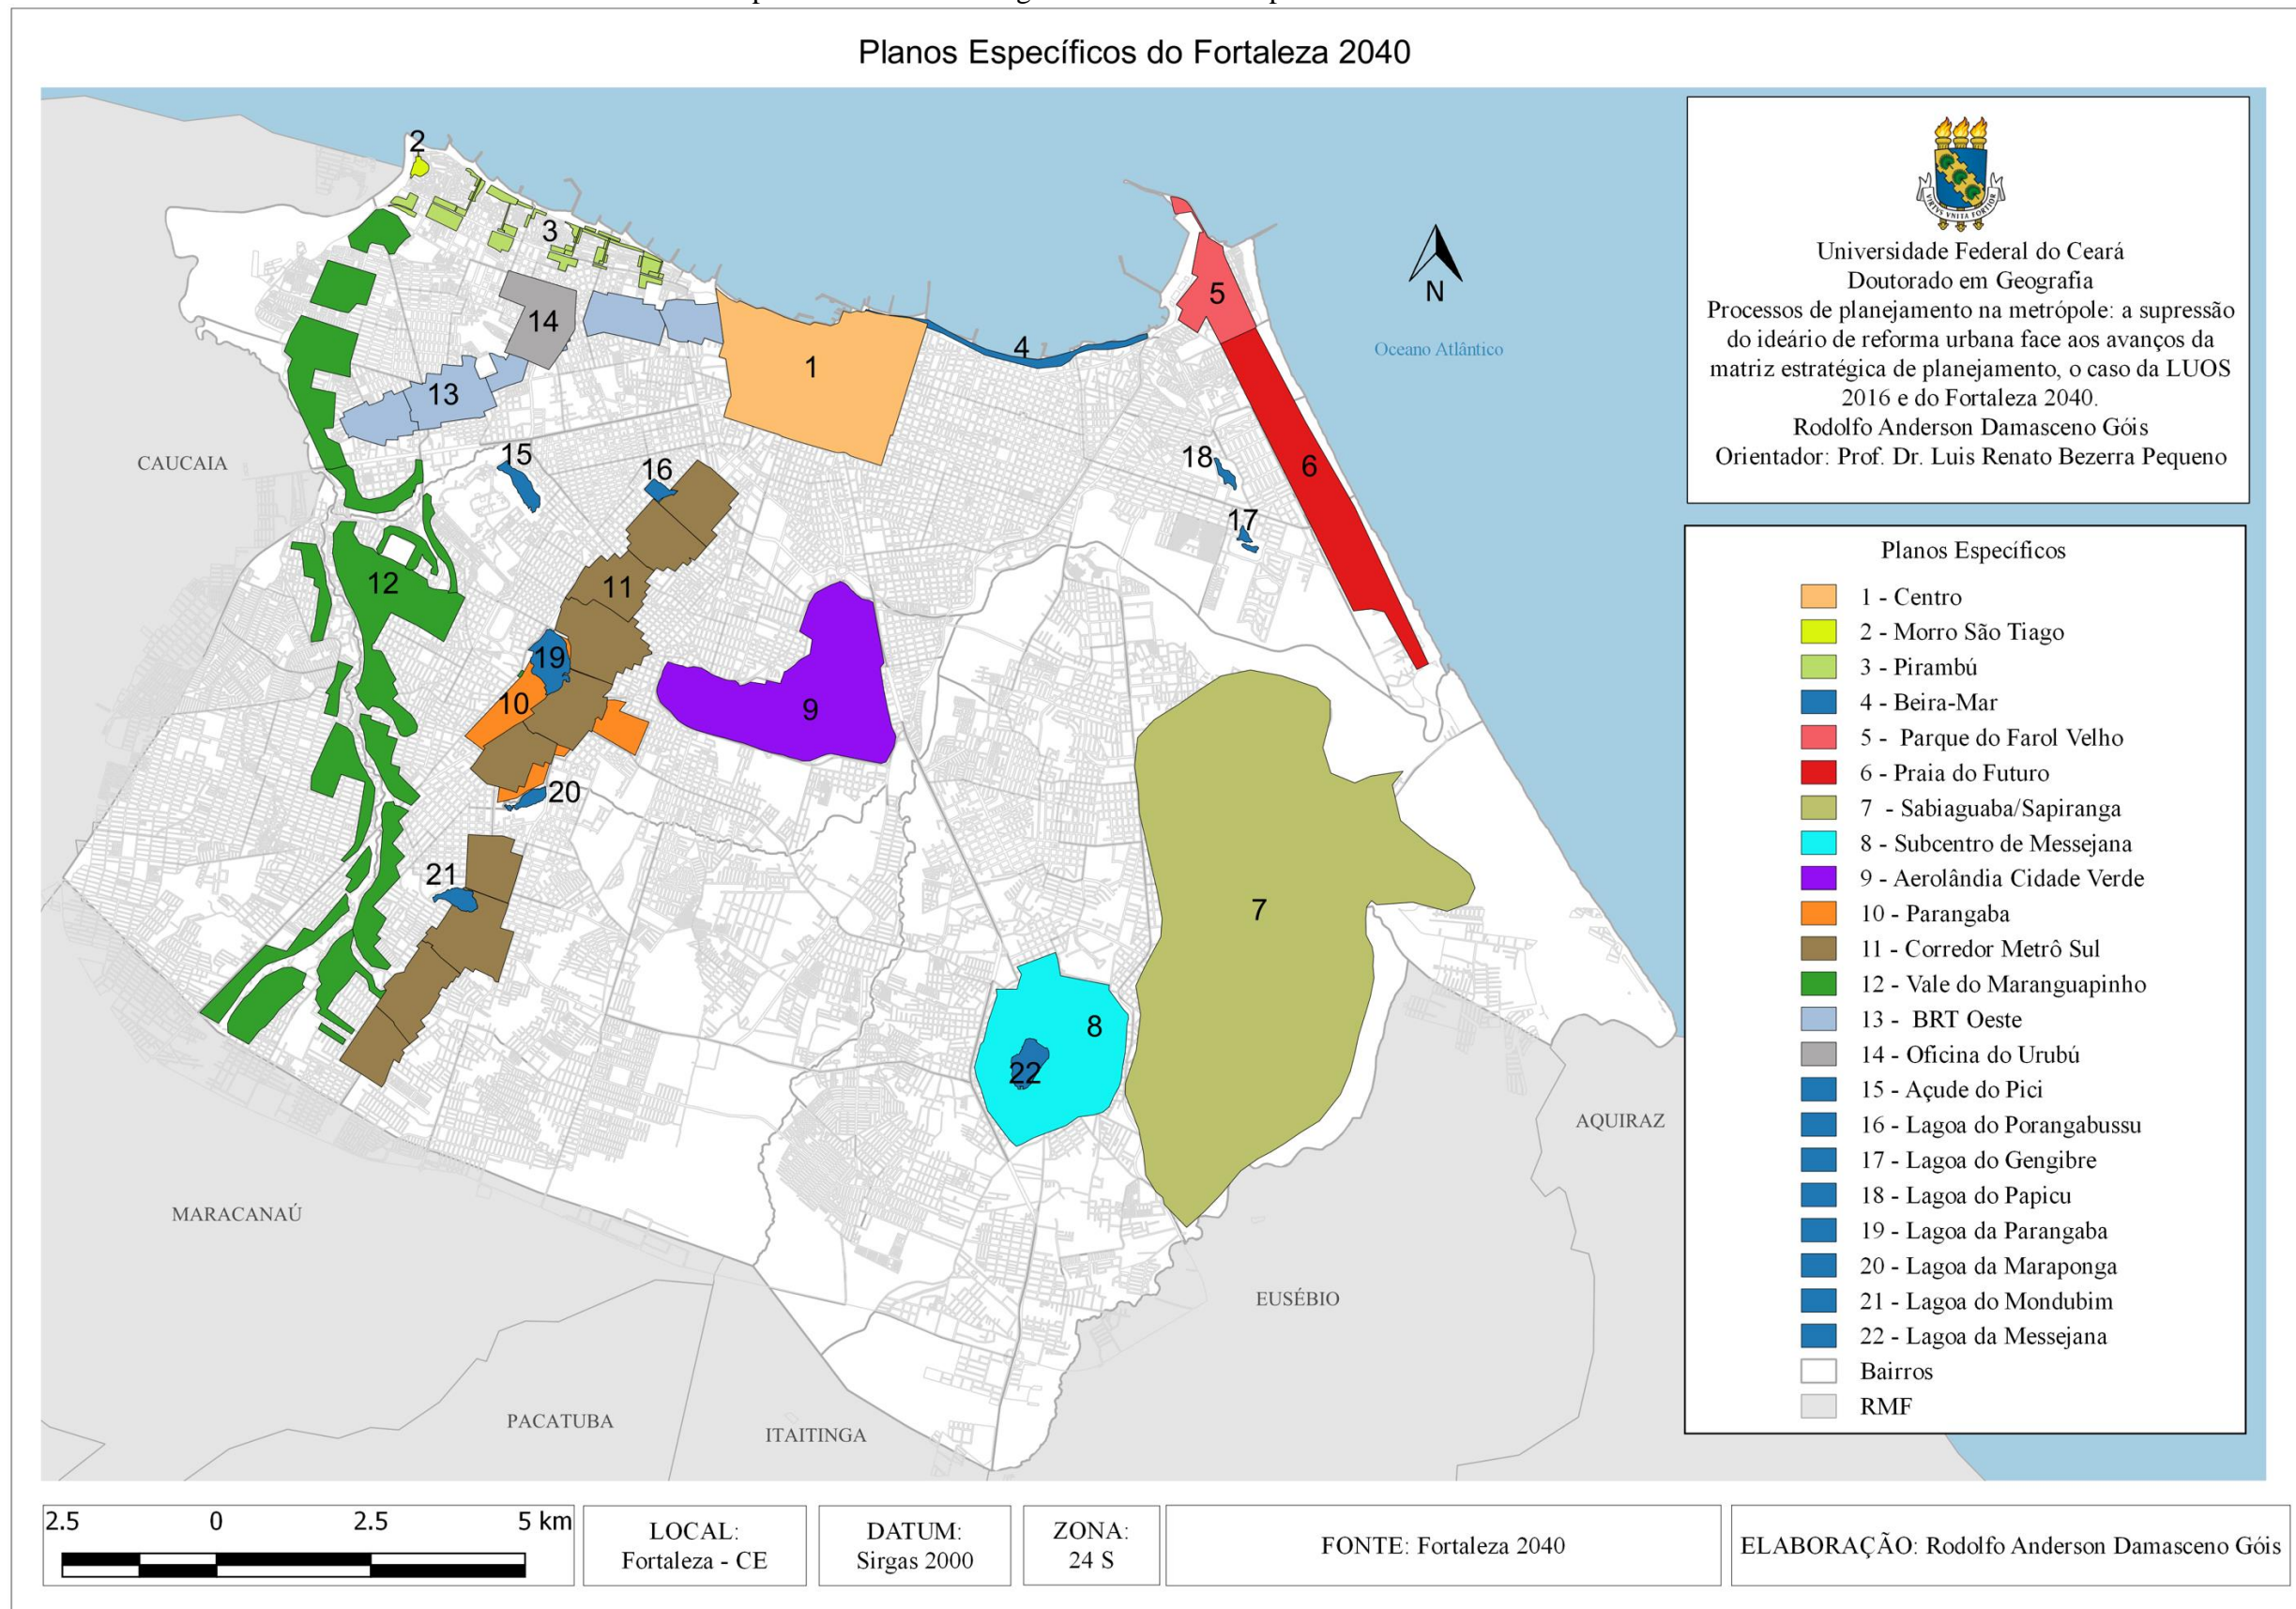 Planos Específicos do Fortaleza 2040
VIRTVS VNITA FORTIOR
Universidade Federal do Ceará
Doutorado em Geografia
Processos de planejamento na metrópole: a supressão
do ideário de reforma urbana face aos avanços da
matriz estratégica de planejamento, o caso da LUOS
2016 e do Fortaleza 2040.
Rodolfo Anderson Damasceno Góis
Orientador: Prof. Dr. Luis Renato Bezerra Pequeno
2
3
5
N
14
4
Oceano Atlântico
1
13
CAUCAIA
15
16
18
6
17
12
11
19
10
9
20
21
7
8
22
AQUIRAZ
MARACANAÚ
EUSÉBIO
PACATUBA
ITAITINGA
Planos Específicos
1 - Centro
2 - Morro São Tiago
3 - Pirambú
4 - Beira-Mar
5 - Parque do Farol Velho
6 - Praia do Futuro
7 - Sabiaguaba/Sapiranga
8 - Subcentro de Messejana
9 - Aerolândia Cidade Verde
10 - Parangaba
11 - Corredor Metrô Sul
12 - Vale do Maranguapinho
13 - BRT Oeste
14 - Oficina do Urubú
15 - Açude do Pici
16 - Lagoa do Porangabussu
17 - Lagoa do Gengibre
18 - Lagoa do Papicu
19 - Lagoa da Parangaba
20 - Lagoa da Maraponga
21 - Lagoa do Mondubim
22 - Lagoa da Messejana
Bairros
RMF
2.5 0 2.5 5 km
LOCAL:
Fortaleza - CE
DATUM:
Sirgas 2000
ZONA:
24 S
FONTE: Fortaleza 2040
ELABORAÇÃO: Rodolfo Anderson Damasceno Góis